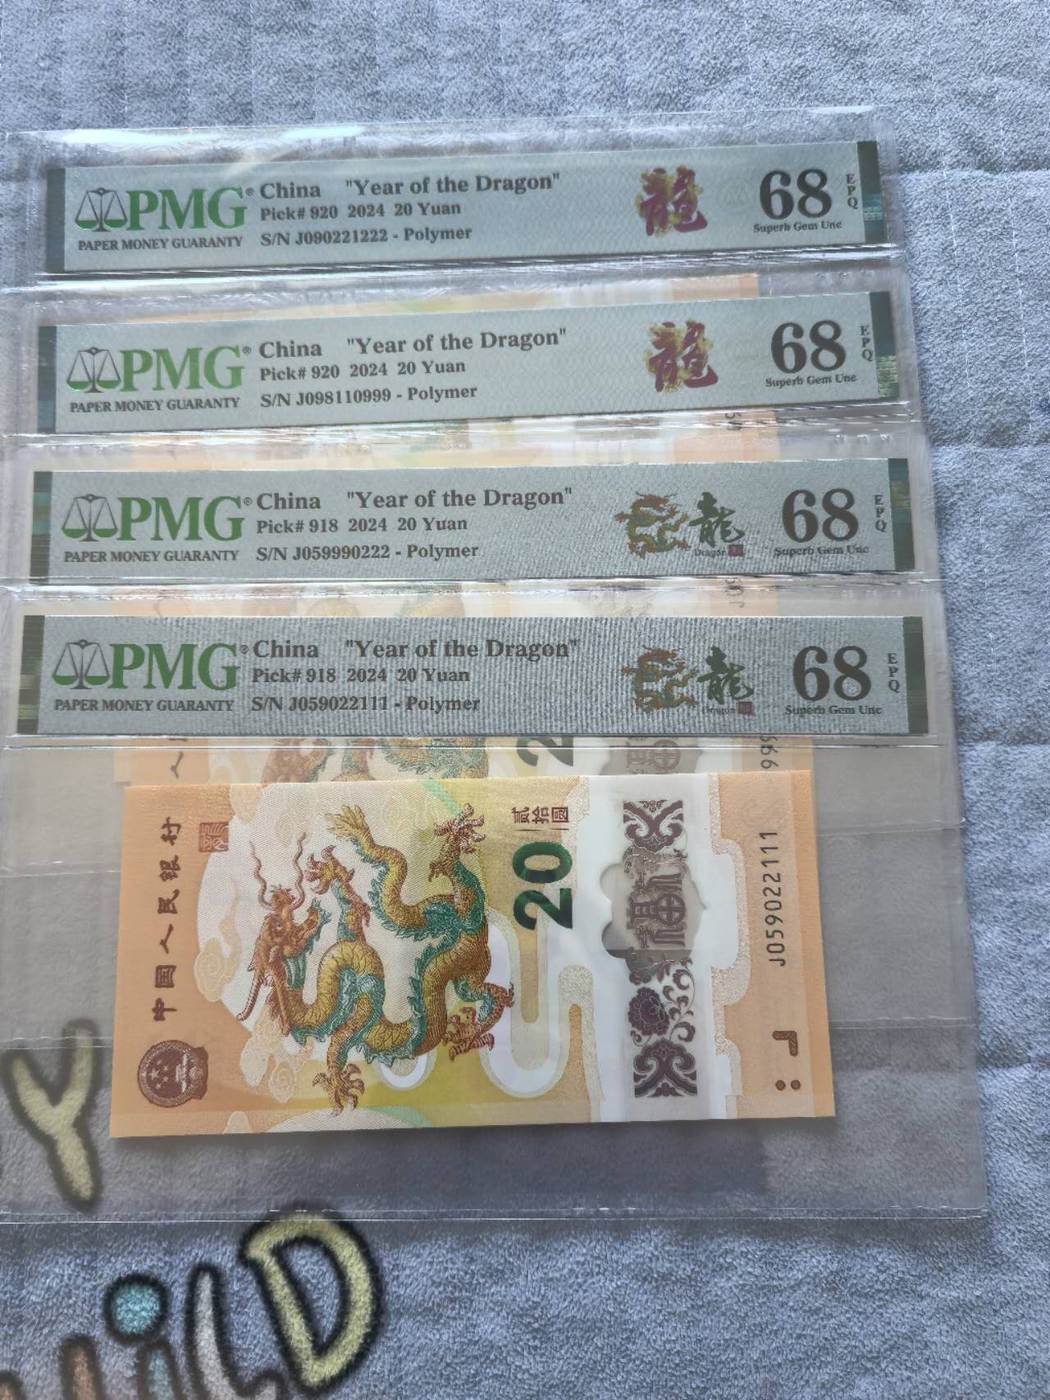 PMG
PAPER MONEY GUARANTY
China "Year of the Dragon"
Pick# 920 2024 20 Yuan
S/N J090221222 - Polymer
龍
68
EPQ
Superb Gem Unc
PMG
PAPER MONEY GUARANTY
China "Year of the Dragon"
Pick# 920 2024 20 Yuan
S/N J098110999 - Polymer
龍
68
EPQ
Superb Gem Unc
PMG
PAPER MONEY GUARANTY
China "Year of the Dragon"
Pick# 918 2024 20 Yuan
S/N J059990222 - Polymer
龍
Dragon
68
EPQ
Superb Gem Unc
PMG
PAPER MONEY GUARANTY
China "Year of the Dragon"
Pick# 918 2024 20 Yuan
S/N J059022111 - Polymer
龍
Dragon
68
EPQ
Superb Gem Unc
中国人民银行
贰拾圆
20
J059022111
Y
WILD